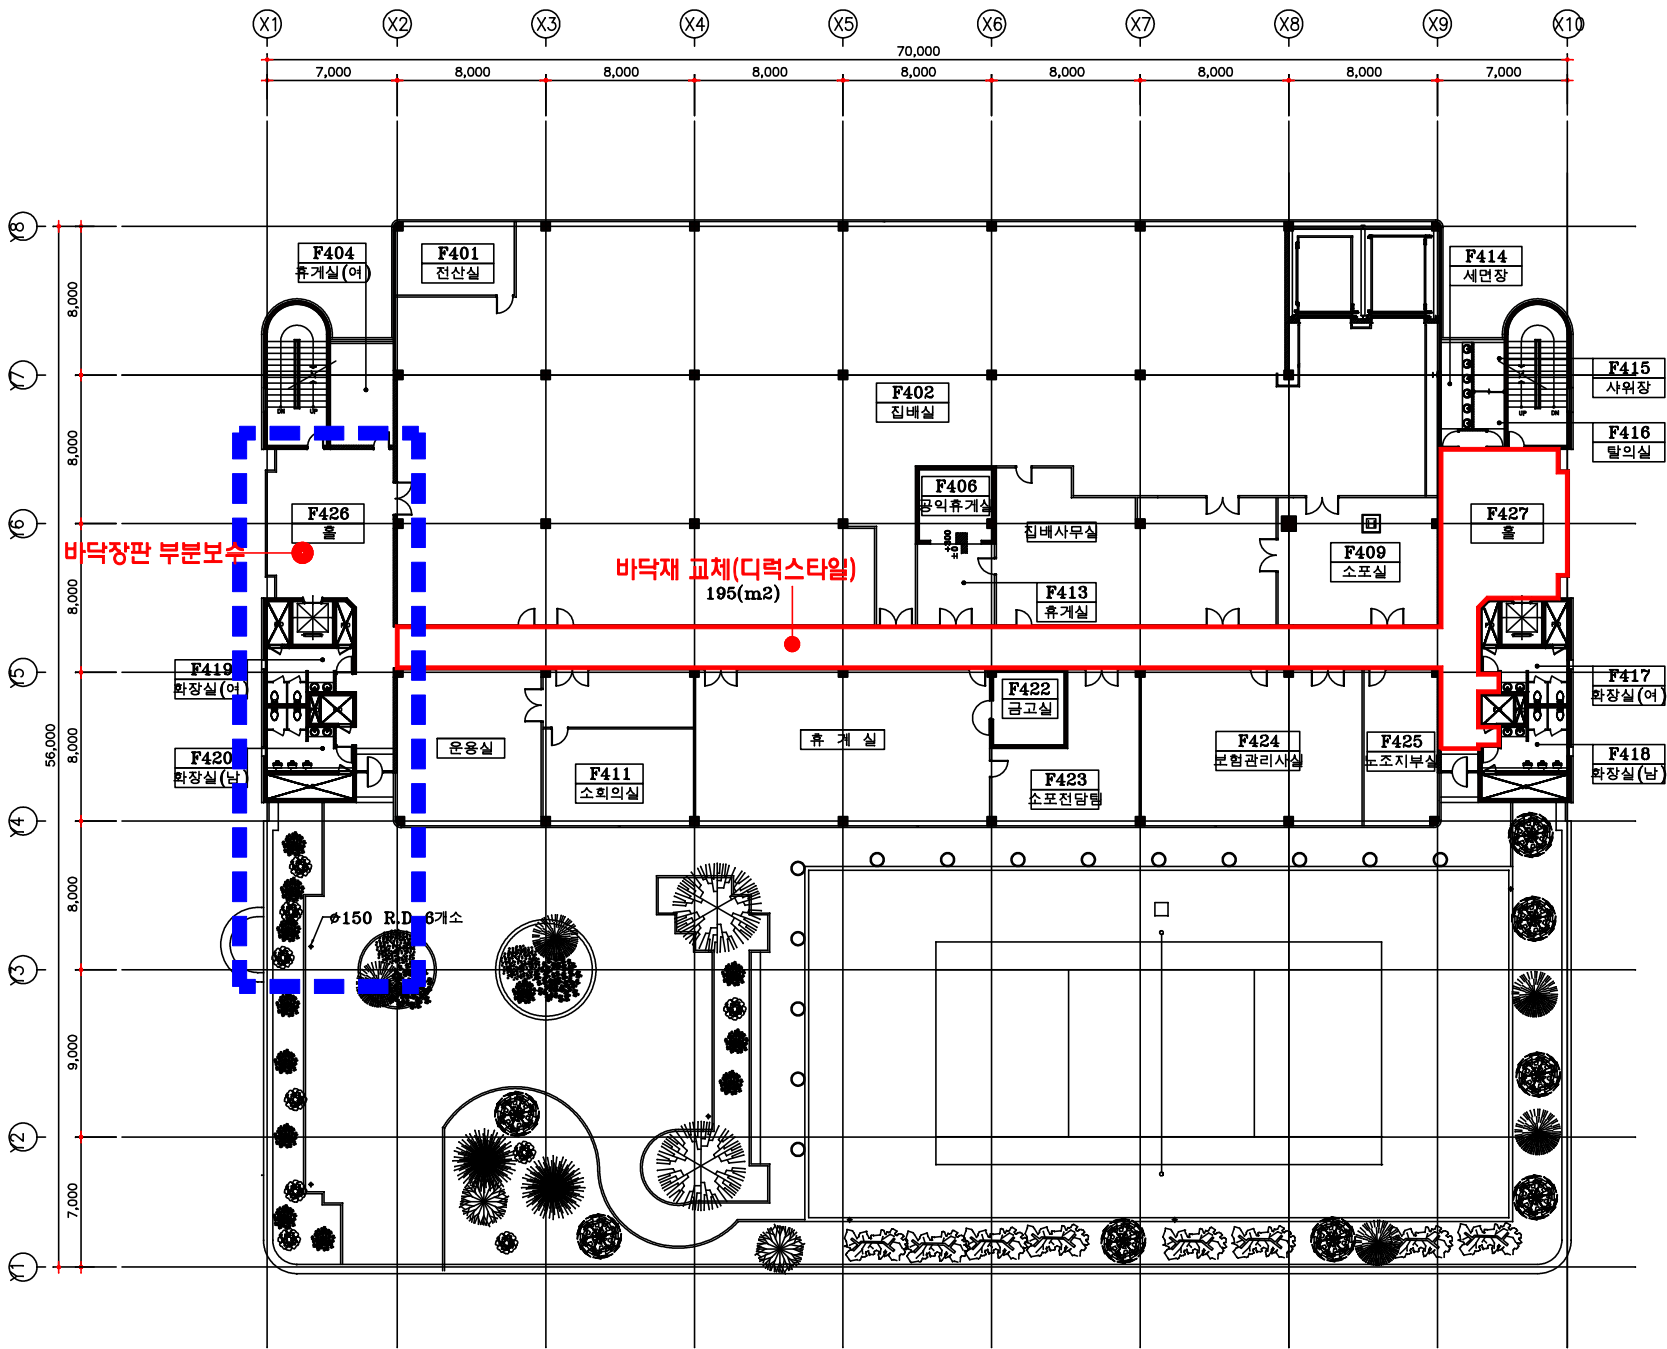 X1 X2 X3 X4 X5 X6 X7 X8 X9 X10
70,000
7,000 8,000 8,000 8,000 8,000 8,000 8,000 8,000 7,000
Y8
Y7
Y6
Y5
Y4
Y3
Y2
Y1
56,000
8,000
8,000
8,000
8,000
8,000
9,000
7,000
F404
휴게실(여)
F401
전산실
F414
세면장
F415
샤워장
F402
집배실
F416
탈의실
F406
공익휴게실
F426
홀
F427
홀
집배사무실
바닥장판 부분보수
F409
소포실
바닥재 교체(디럭스타일)
195(m2)
F413
휴게실
F419
화장실(여)
F422
금고실
F417
화장실(여)
운용실
휴 게 실
F424
보험관리사실
F425
노조지부실
F420
화장실(남)
F411
소회의실
F423
소포전담팀
F418
화장실(남)
ø150 R.D 6개소
DN UP
UP DN